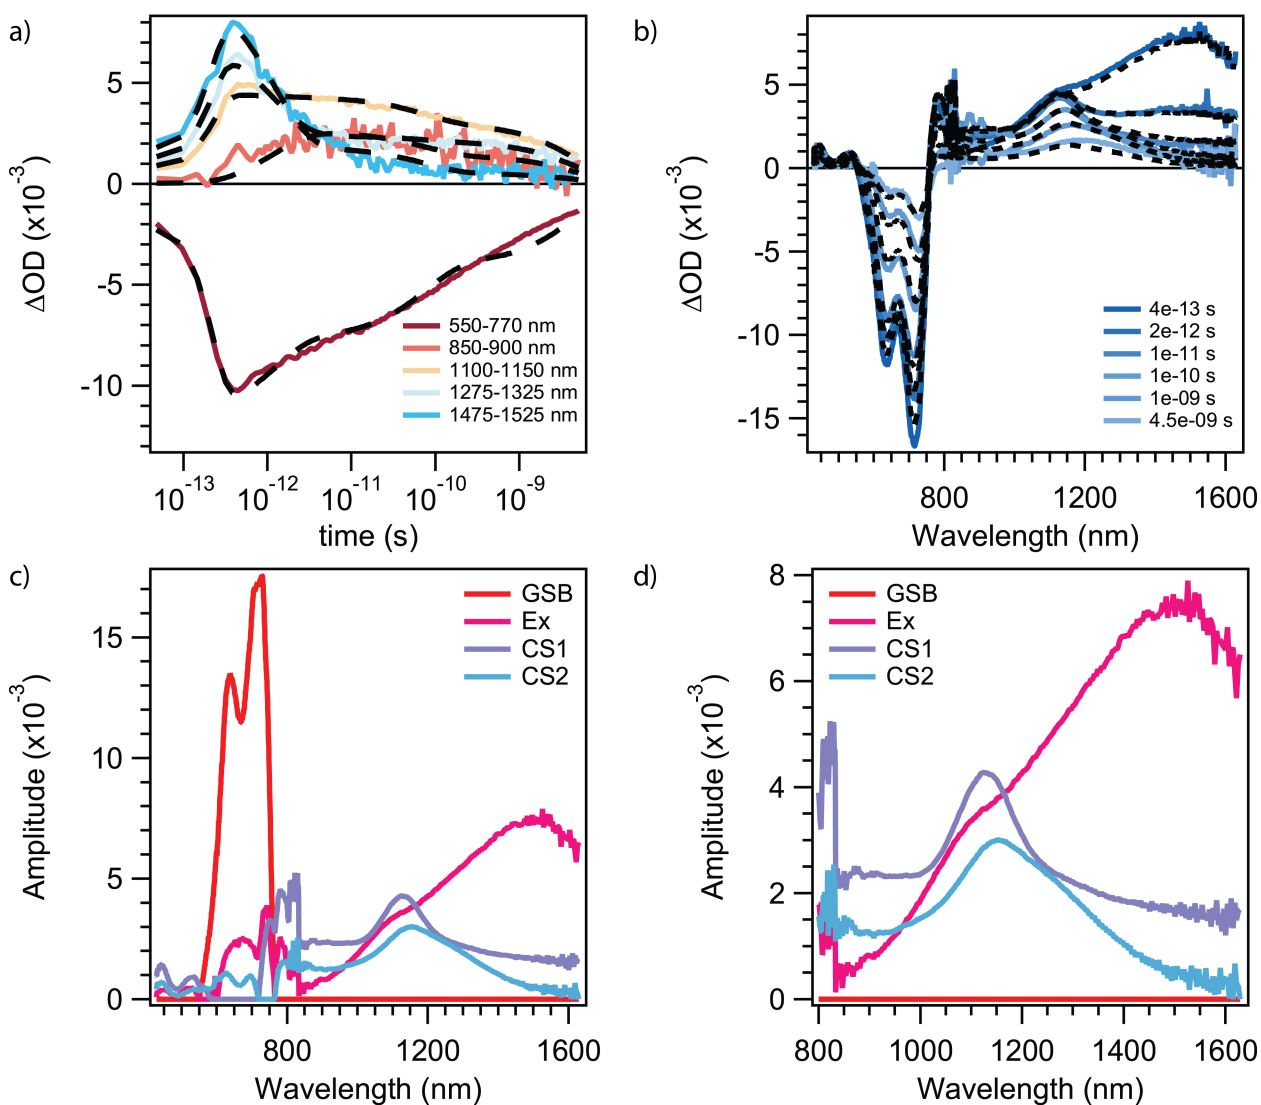 a)
ΔOD (x10-3)
5
0
-5
-10
550-770 nm
850-900 nm
1100-1150 nm
1275-1325 nm
1475-1525 nm
10-13
10-12
10-11
10-10
10-9
time (s)
b)
ΔOD (x10-3)
5
0
-5
-10
-15
4e-13 s
2e-12 s
1e-11 s
1e-10 s
1e-09 s
4.5e-09 s
800
1200
1600
Wavelength (nm)
c)
Amplitude (x10-3)
15
10
5
0
GSB
Ex
CS1
CS2
800
1200
1600
Wavelength (nm)
d)
Amplitude (x10-3)
8
6
4
2
0
GSB
Ex
CS1
CS2
800
1000
1200
1400
1600
Wavelength (nm)